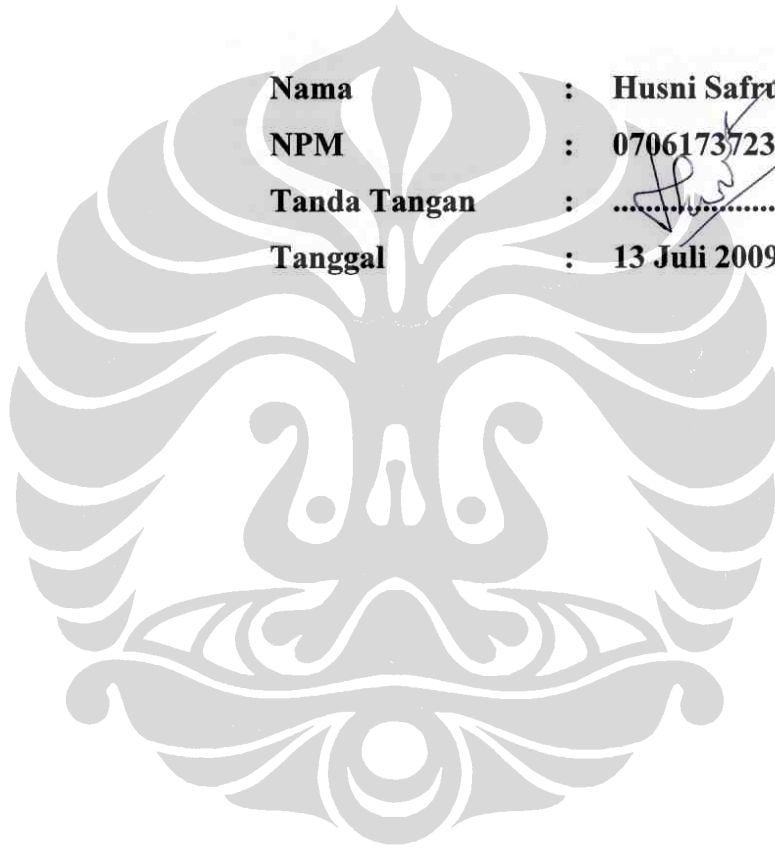 Nama : Husni
NPM : 0706173723
Tanda Tangan : ....................
Tanggal : 13 Juli 2009